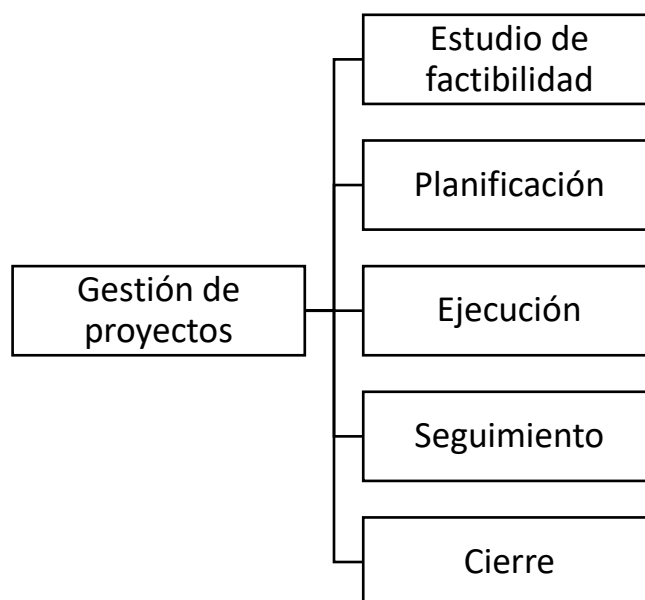 Estudio de
factibilidad
Planificación
Gestión de
proyectos
Ejecución
Seguimiento
Cierre